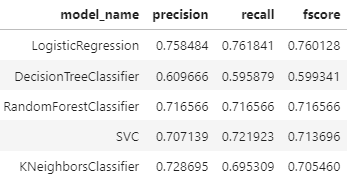 model_name precision recall fscore
LogisticRegression 0.758484 0.761841 0.760128
DecisionTreeClassifier 0.609666 0.595879 0.599341
RandomForestClassifier 0.716566 0.716566 0.716566
SVC 0.707139 0.721923 0.713696
KNeighborsClassifier 0.728695 0.695309 0.705460